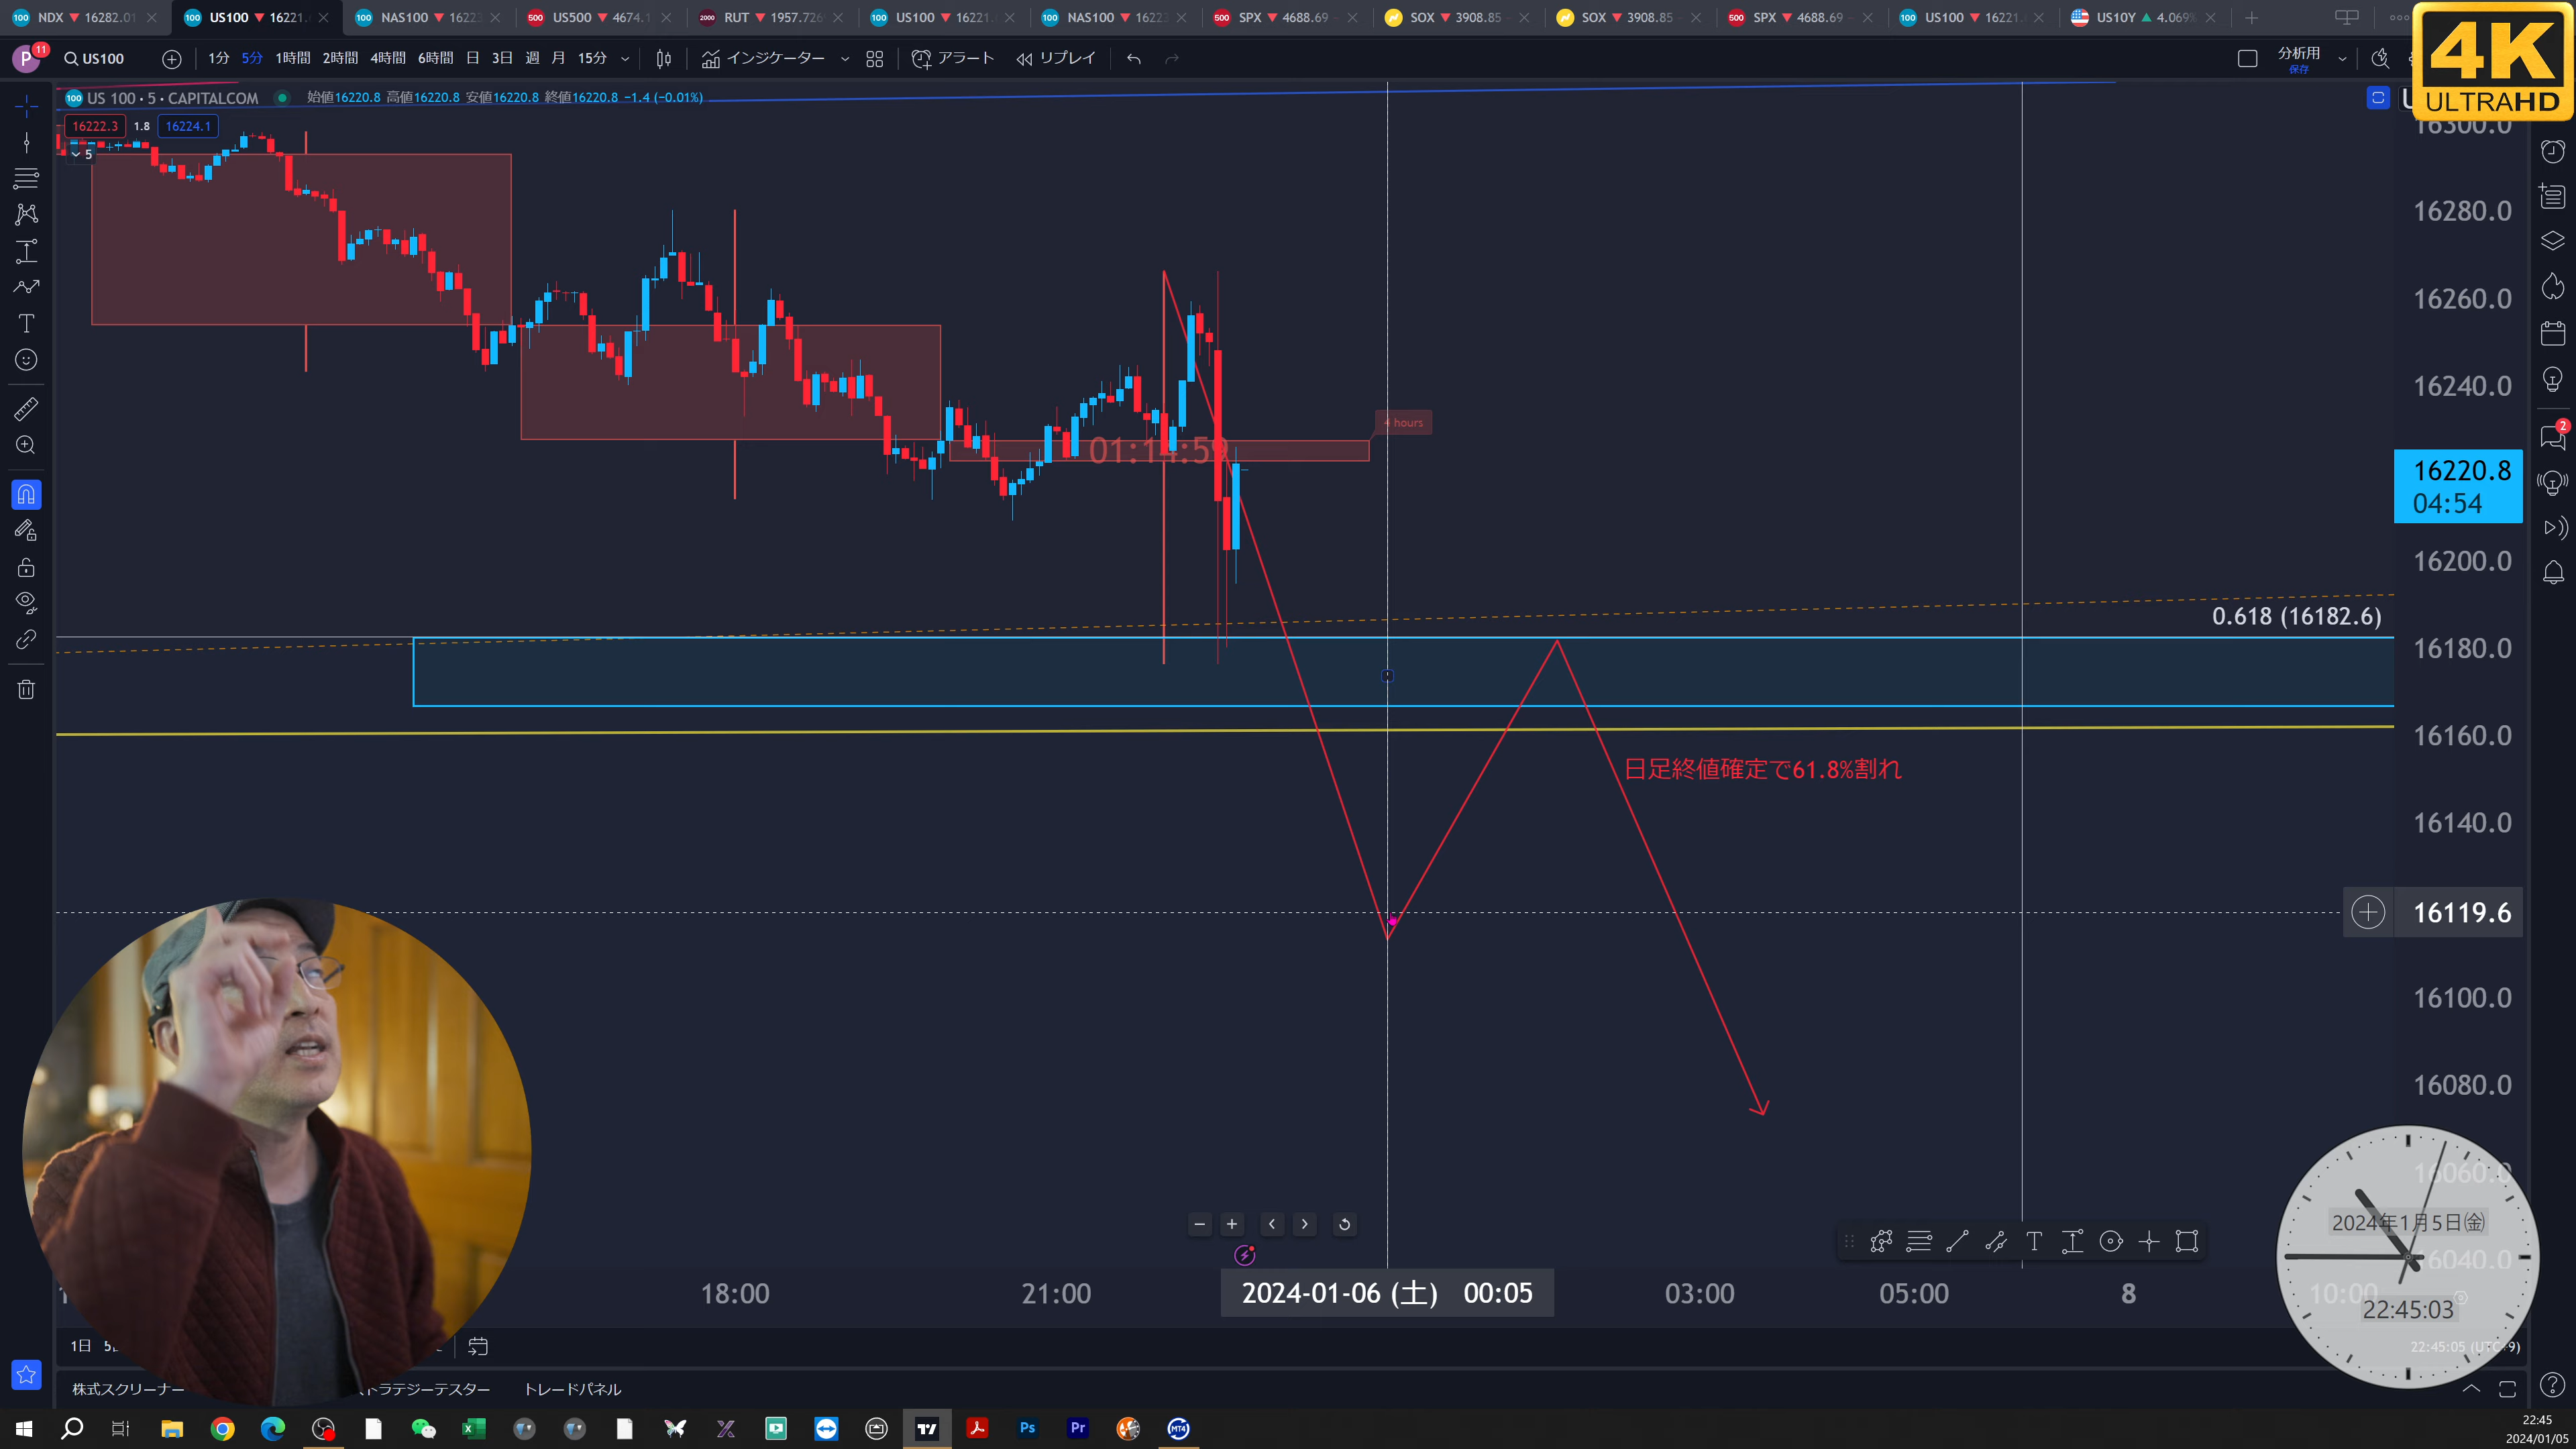 NDX ▼ 16282.01
US100 ▼ 16221.
NAS100 ▼ 16223
US500 ▼ 4674.1
RUT ▼ 1957.726
US100 ▼ 16221.
NAS100 ▼ 16223
SPX ▼ 4688.69
SOX ▼ 3908.85
SOX ▼ 3908.85
SPX ▼ 4688.69
US100 ▼ 16221.
US10Y ▲ 4.069%
4K
ULTRAHD
P 11 US100 1分 5分 1時間 2時間 4時間 6時間 日 3日 週 月 15分 インジケーター アラート リプレイ 分析用
保存
US 100・5・CAPITALCOM 始値16220.8 高値16220.8 安値16220.8 終値16220.8 −1.4 (−0.01%)
16222.3 1.8 16224.1
5
16300.0
16280.0
16260.0
16240.0
4 hours
01:14:59
16220.8
04:54
16200.0
0.618 (16182.6)
16180.0
16160.0
日足終値確定で61.8%割れ
16140.0
16119.6
16100.0
16080.0
16060.0
2024年1月5日㈮
6040.0
18:00 21:00 2024-01-06 (土) 00:05 03:00 05:00 8 10:00
22:45:03
1日
22:45:05 (UTC+9)
株式スクリーナー
ストラテジーテスター トレードパネル
2
Ps
Pr
MT4
22:45
2024/01/05